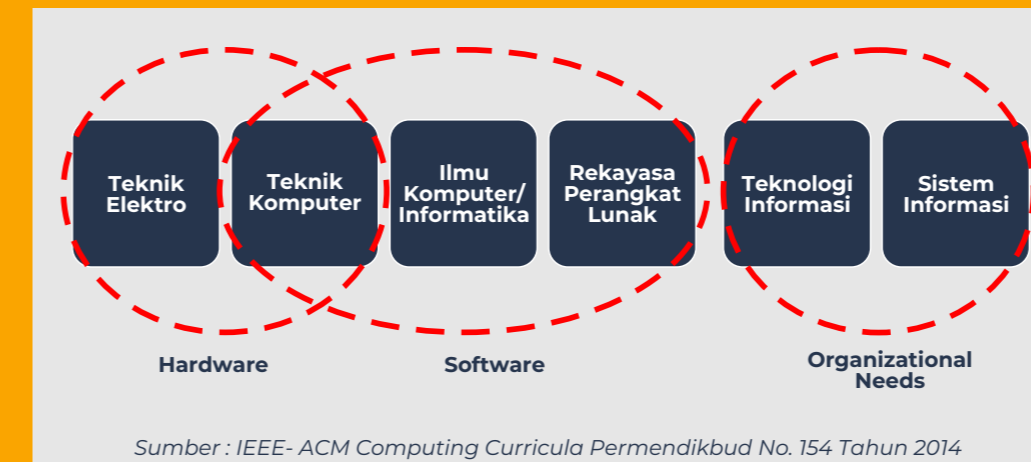 Teknik
Elektro
Teknik
Komputer
Ilmu
Komputer/
Informatika
Rekayasa
Perangkat
Lunak
Teknologi
Informasi
Sistem
Informasi
Hardware
Software
Organizational
Needs
Sumber : IEEE- ACM Computing Curricula Permendikbud No. 154 Tahun 2014